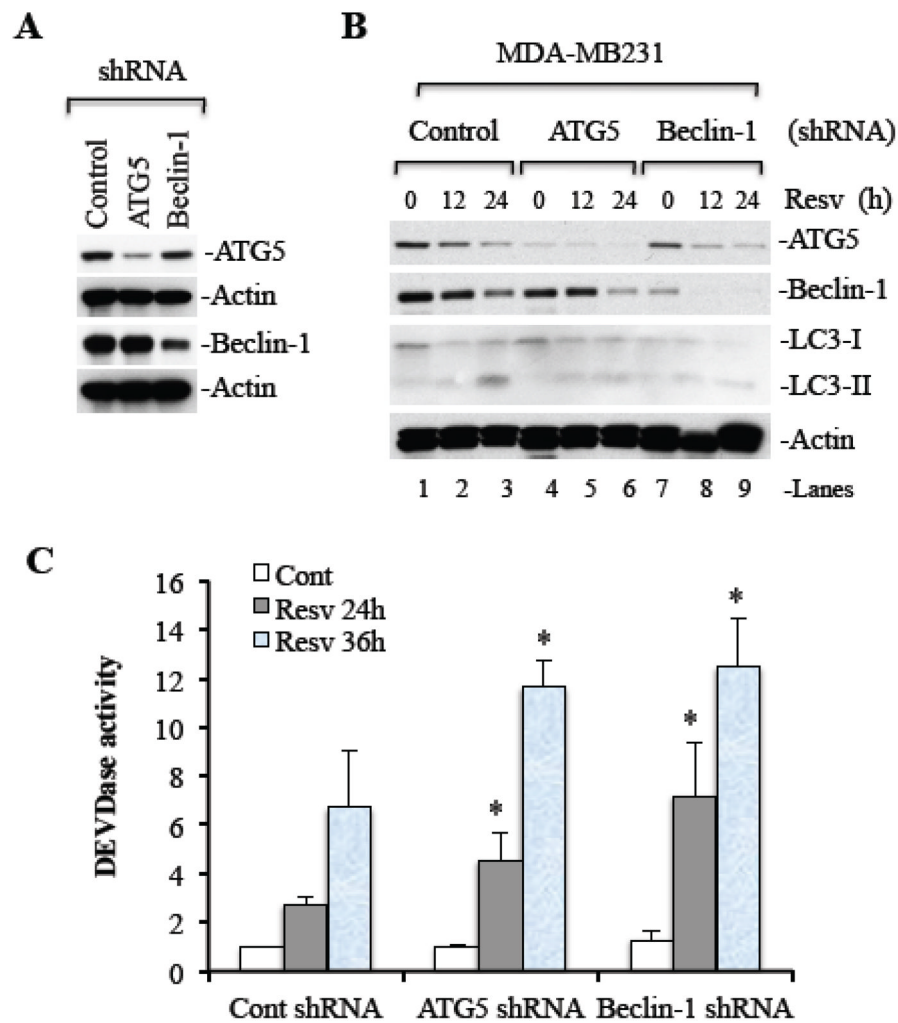 A
shRNA
Control
ATG5
Beclin-1
-ATG5
-Actin
-Beclin-1
-Actin
B
MDA-MB231
Control ATG5 Beclin-1 (shRNA)
0 12 24 0 12 24 0 12 24 Resv (h)
-ATG5
-Beclin-1
-LC3-I
-LC3-II
-Actin
1 2 3 4 5 6 7 8 9 -Lanes
C
Cont
Resv 24h
Resv 36h
DEVDase activity
16
14
12
10
8
6
4
2
0
* * * *
Cont shRNA ATG5 shRNA Beclin-1 shRNA